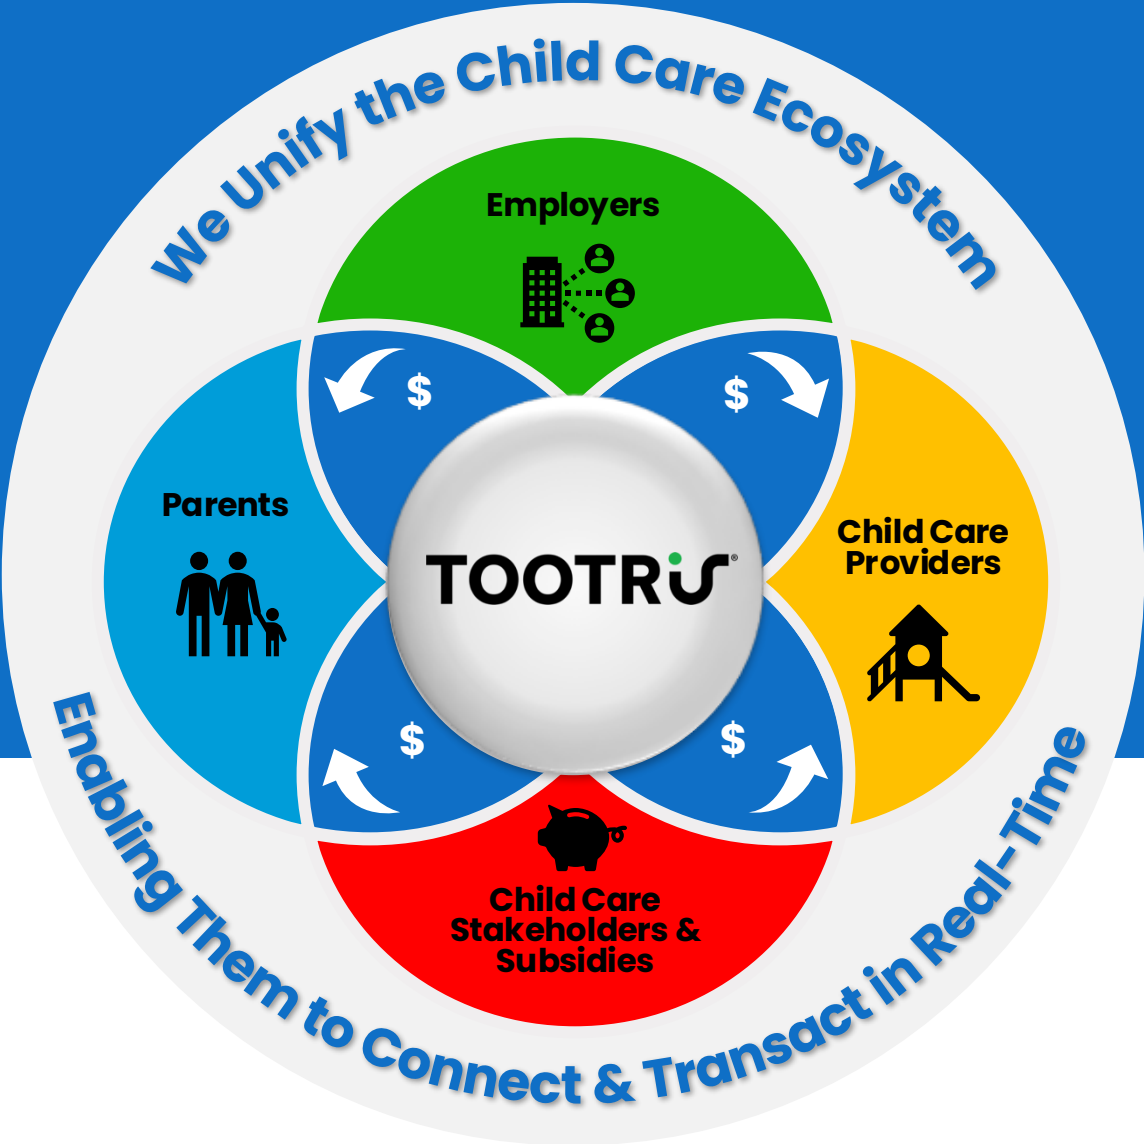 We Unify the Child Care Ecosystem
Employers
$
$
Parents
Child Care
Providers
TOOTRiS®
$
$
Child Care
Stakeholders &
Subsidies
Enabling Them to Connect & Transact in Real-Time